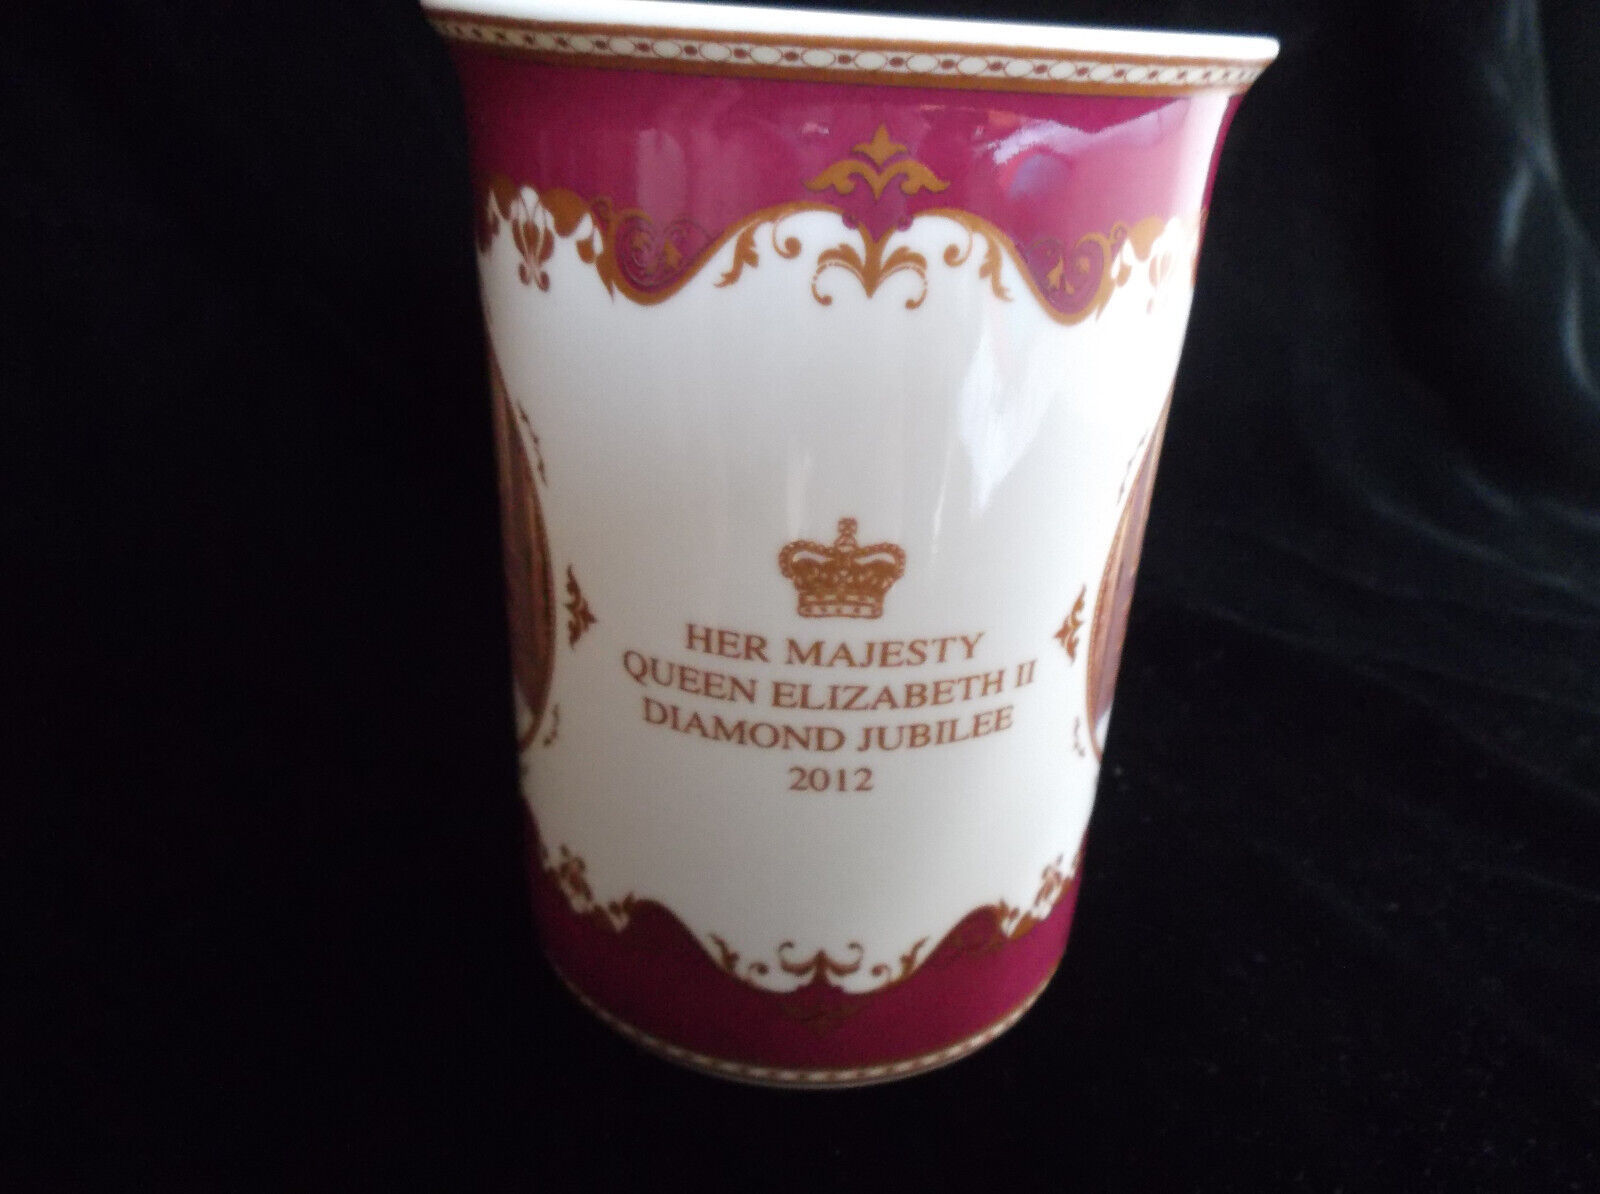 HER MAJESTY
QUEEN ELIZABETH II
DIAMOND JUBILEE
2012